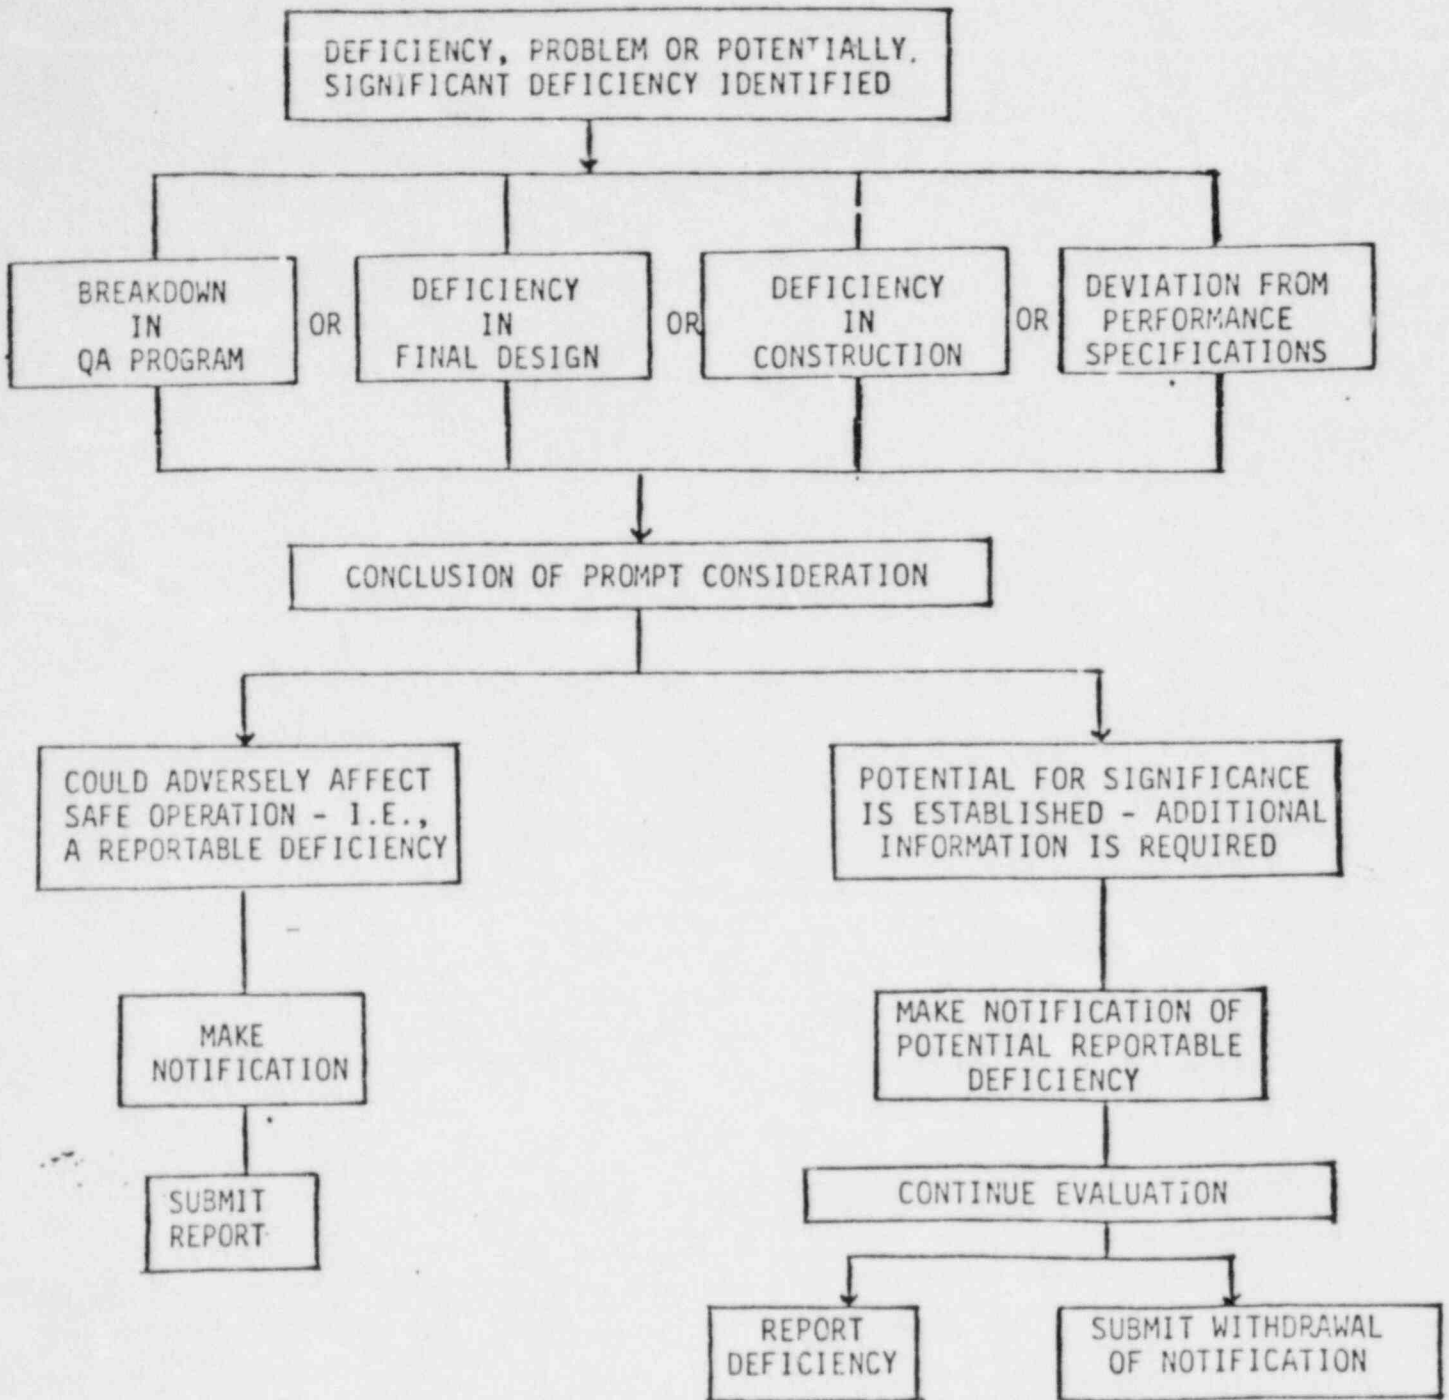 DEFICIENCY, PROBLEM OR POTENTIALLY.
SIGNIFICANT DEFICIENCY IDENTIFIED
BREAKDOWN
IN
QA PROGRAM
OR
DEFICIENCY
IN
FINAL DESIGN
OR
DEFICIENCY
IN
CONSTRUCTION
OR
DEVIATION FROM
PERFORMANCE
SPECIFICATIONS
CONCLUSION OF PROMPT CONSIDERATION
COULD ADVERSELY AFFECT
SAFE OPERATION - I.E.,
A REPORTABLE DEFICIENCY
POTENTIAL FOR SIGNIFICANCE
IS ESTABLISHED - ADDITIONAL
INFORMATION IS REQUIRED
MAKE
NOTIFICATION
MAKE NOTIFICATION OF
POTENTIAL REPORTABLE
DEFICIENCY
SUBMIT
REPORT
CONTINUE EVALUATION
REPORT
DEFICIENCY
SUBMIT WITHDRAWAL
OF NOTIFICATION